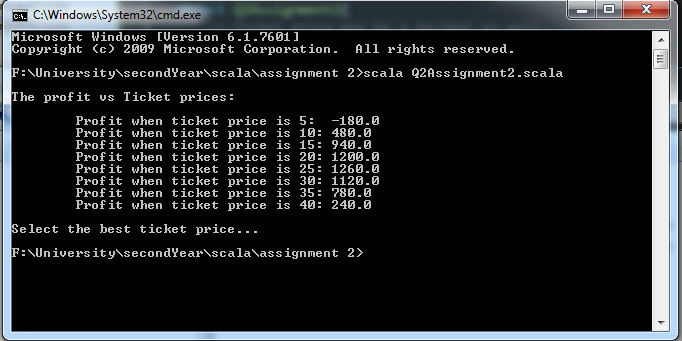 C:\Windows\System32\cmd.exe
Microsoft Windows [Version 6.1.7601]
Copyright (c) 2009 Microsoft Corporation.  All rights reserved.
F:\University\secondYear\scala\assignment 2>scala Q2Assignment2.scala
The profit vs Ticket prices:
Profit when ticket price is 5:  -180.0
Profit when ticket price is 10: 480.0
Profit when ticket price is 15: 940.0
Profit when ticket price is 20: 1200.0
Profit when ticket price is 25: 1260.0
Profit when ticket price is 30: 1120.0
Profit when ticket price is 35: 780.0
Profit when ticket price is 40: 240.0
Select the best ticket price...
F:\University\secondYear\scala\assignment 2>